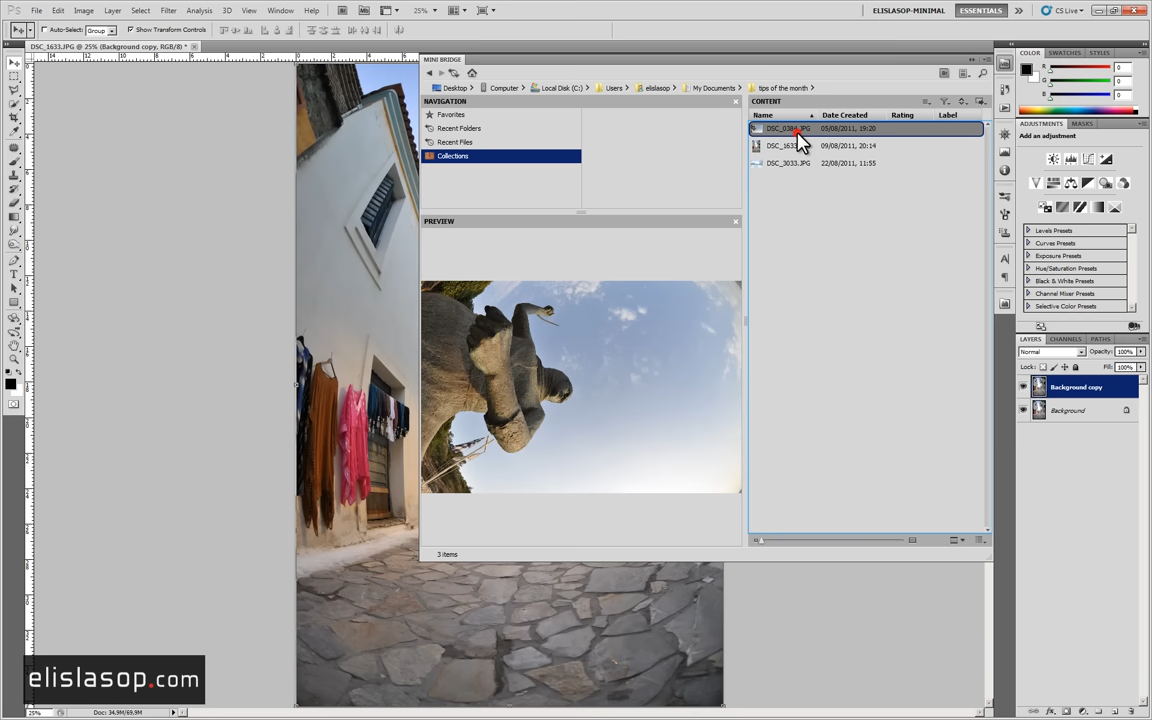 Ps File Edit Image Layer Select Filter Analysis 3D View Window Help Br Mb 25% ELISLASOP-MINIMAL ESSENTIALS CS Live
Auto-Select: Group Show Transform Controls
DSC_1633.JPG @ 25% (Background copy, RGB/8) *
MINI BRIDGE
Desktop Computer Local Disk (C:) Users elislasop My Documents tips of the month
NAVIGATION
Favorites
Recent Folders
Recent Files
Collections
PREVIEW
3 items
CONTENT
Name Date Created Rating Label
DSC_0384.JPG 05/08/2011, 19:20
DSC_1633 09/08/2011, 20:14
DSC_3033.JPG 22/08/2011, 11:55
COLOR SWATCHES STYLES
R 0
G 0
B 0
ADJUSTMENTS MASKS
Add an adjustment
Levels Presets
Curves Presets
Exposure Presets
Hue/Saturation Presets
Black & White Presets
Channel Mixer Presets
Selective Color Presets
LAYERS CHANNELS PATHS
Normal Opacity: 100%
Lock: Fill: 100%
Background copy
Background
elislasop.com
25% Doc: 34,9M/69,9M